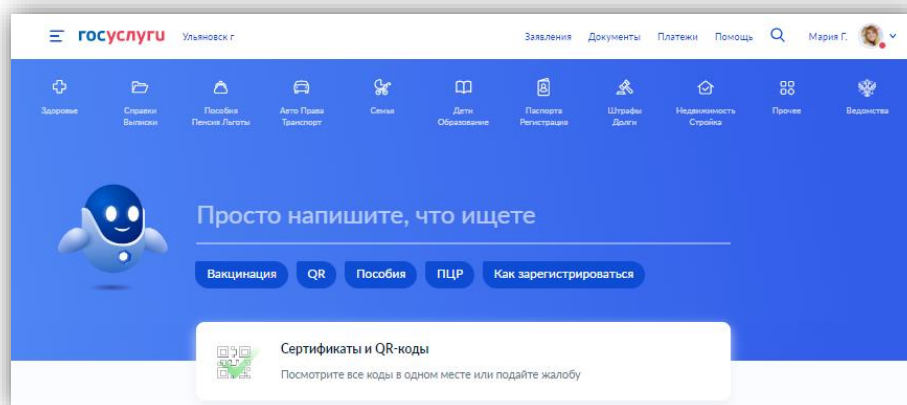 госуслуги Ульяновск г Заявления Документы Платежи Помощь Мария Г.
Здоровье Справки Пособия Авто Права Семья Дети Паспорта Штрафы Недвижимость Прочее Ведомства
Выписки Пенсия Льготы Транспорт Образование Регистрация Долги Стройка
Просто напишите, что ищете
Вакцинация QR Пособия ПЦР Как зарегистрироваться
Сертификаты и QR-коды
Посмотрите все коды в одном месте или подайте жалобу